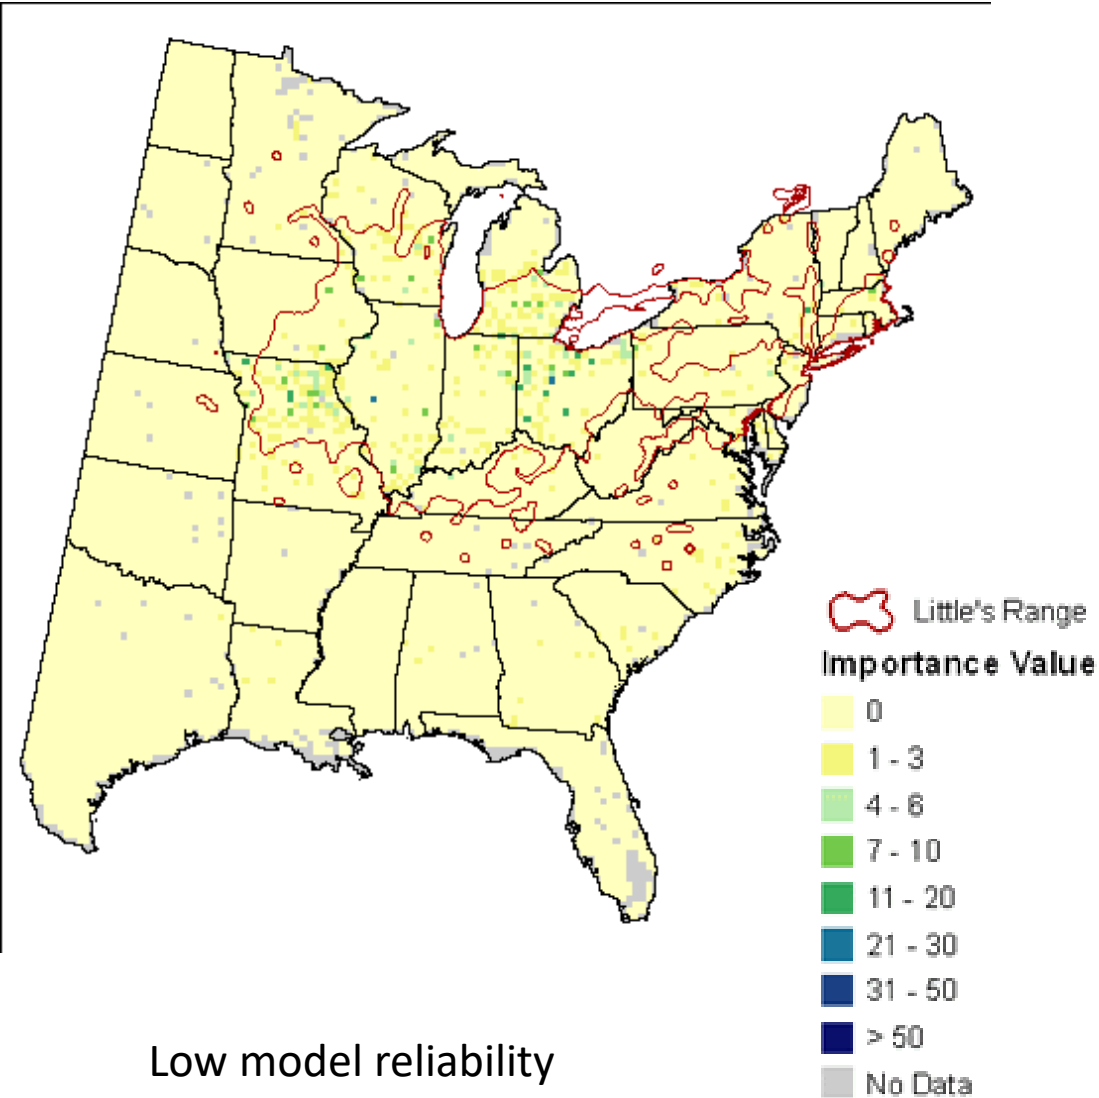 Little's Range
Importance Value
0
1 - 3
4 - 6
7 - 10
11 - 20
21 - 30
31 - 50
> 50
No Data
Low model reliability